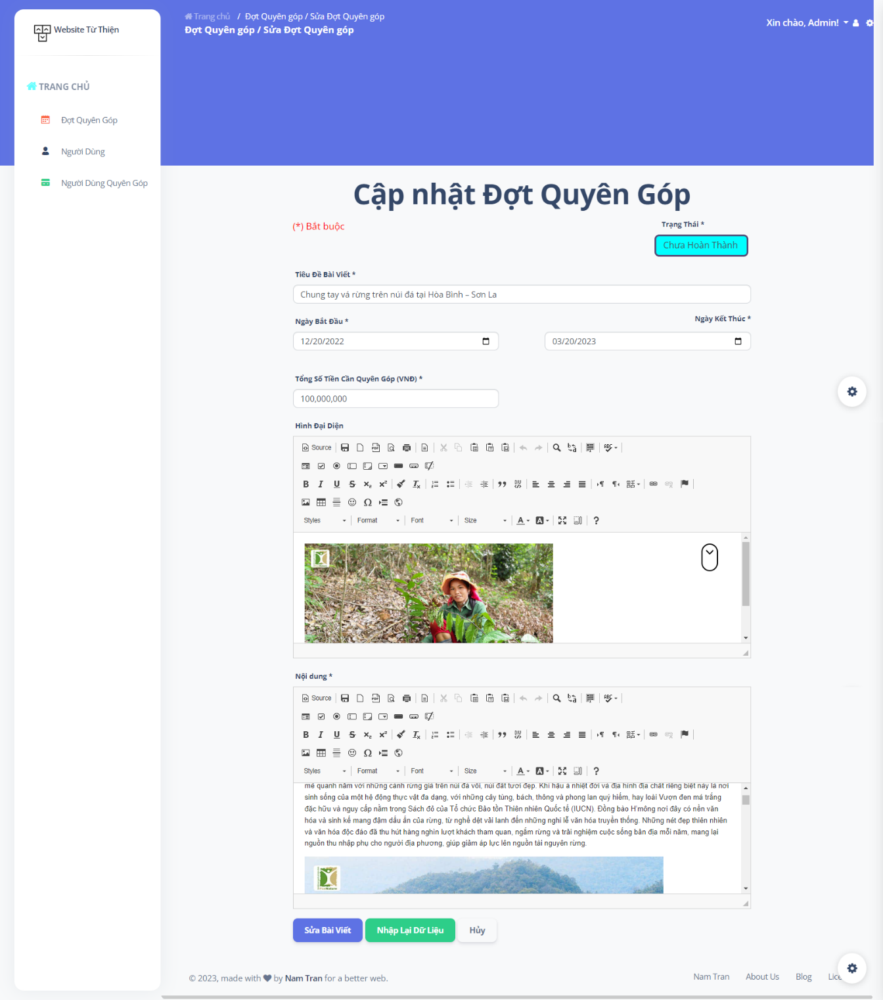 Website Từ Thiện
TRANG CHỦ
Đợt Quyên Góp
Người Dùng
Người Dùng Quyên Góp
Trang chủ / Đợt Quyên góp / Sửa Đợt Quyên góp
Đợt Quyên góp / Sửa Đợt Quyên góp
Xin chào, Admin!
Cập nhật Đợt Quyên Góp
(*) Bắt buộc
Trạng Thái *
Chưa Hoàn Thành
Tiêu Đề Bài Viết *
Chung tay vá rừng trên núi đá tại Hòa Bình – Sơn La
Ngày Bắt Đầu *
Ngày Kết Thúc *
12/20/2022
03/20/2023
Tổng Số Tiền Cần Quyên Góp (VNĐ) *
100,000,000
Hình Đại Diện
Source
Styles Format Font Size
Nội dung *
Source
Styles Format Font Size
mẻ quanh năm với những cánh rừng già trên núi đá vôi, núi đất tươi đẹp. Khí hậu á nhiệt đới và địa hình địa chất riêng biệt này là nơi
sinh sống của một hệ động thực vật đa dạng, với những cây tùng, bách, thông và phong lan quý hiếm, hay loài Vượn đen má trắng
đặc hữu và nguy cấp nằm trong Sách đỏ của Tổ chức Bảo tồn Thiên nhiên Quốc tế (IUCN). Đồng bào H'mông nơi đây có nền văn
hóa và sinh kế mang đậm dấu ấn của rừng, từ nghề dệt vải lanh đến những nghi lễ văn hóa truyền thống. Những nét đẹp thiên nhiên
và văn hóa độc đáo đã thu hút hàng nghìn lượt khách tham quan, ngắm rừng và trải nghiệm cuộc sống bản địa mỗi năm, mang lại
nguồn thu nhập phụ cho người địa phương, giúp giảm áp lực lên nguồn tài nguyên rừng.
Sửa Bài Viết
Nhập Lại Dữ Liệu
Hủy
© 2023, made with by Nam Tran for a better web.
Nam Tran
About Us
Blog